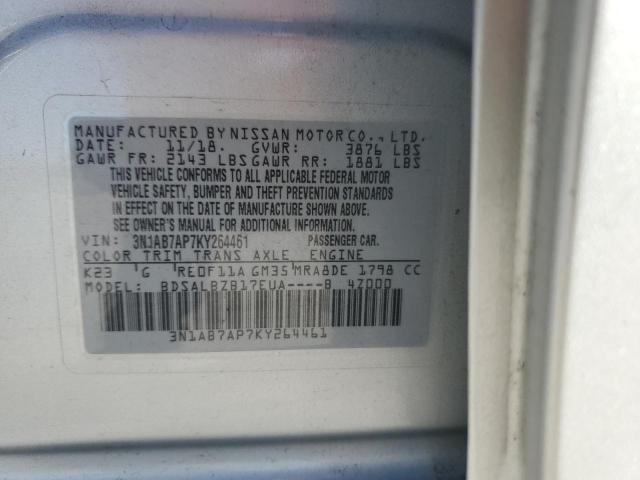 MANUFACTURED BY NISSAN MOTOR CO., LTD.
DATE: 11/18. GVWR: 3876 LBS
GAWR FR: 2143 LBS GAWR RR: 1881 LBS
THIS VEHICLE CONFORMS TO ALL APPLICABLE FEDERAL MOTOR
VEHICLE SAFETY, BUMPER AND THEFT PREVENTION STANDARDS
IN EFFECT ON THE DATE OF MANUFACTURE SHOWN ABOVE.
SEE OWNER'S MANUAL FOR ADDITIONAL INFORMATION.
VIN: 3N1AB7AP7KY264461 PASSENGER CAR.
COLOR TRIM TRANS AXLE ENGINE
K23 G RE0F11A GM35 MRA8DE 1798 CC
MODEL: BDSALBZB17EUA----B 4Z000
3N1AB7AP7KY264461